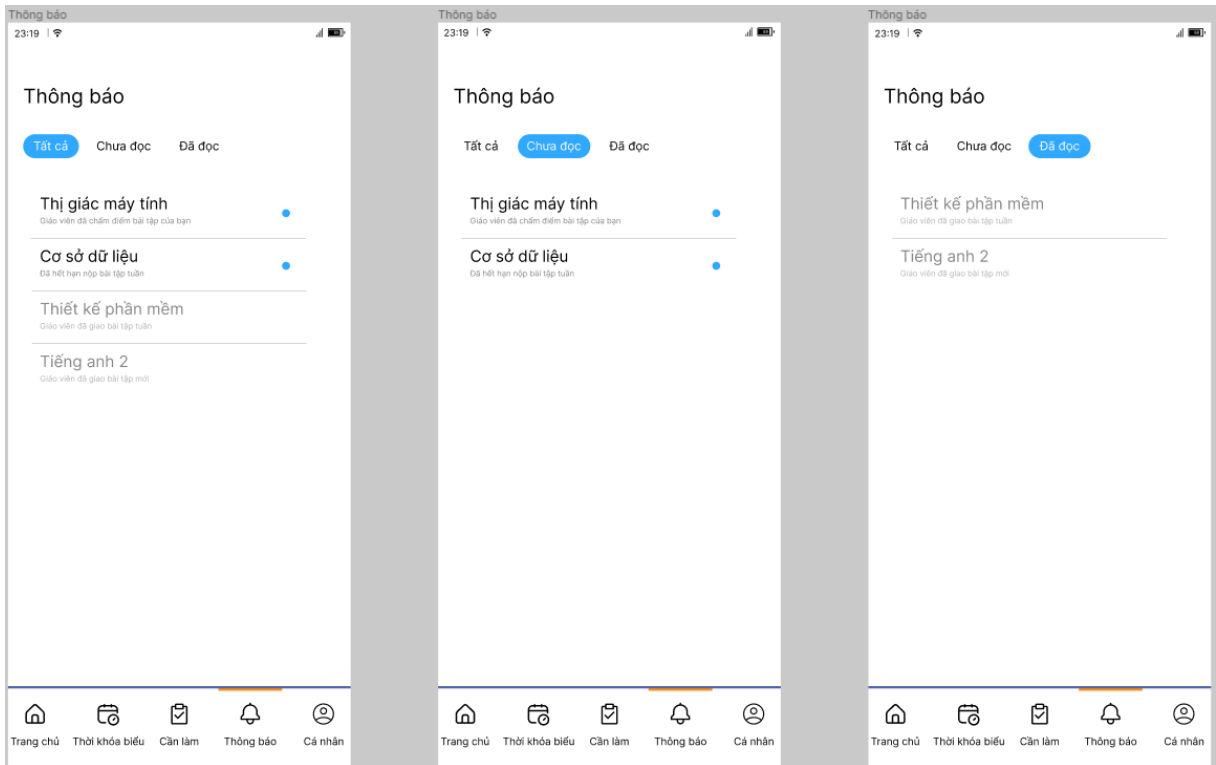 Thông báo
23:19
Thông báo
Tất cả Chưa đọc Đã đọc
Thị giác máy tính
Giáo viên đã chấm điểm bài tập của bạn
Cơ sở dữ liệu
Đã hết hạn nộp bài tập tuần
Thiết kế phần mềm
Giáo viên đã giao bài tập tuần
Tiếng anh 2
Giáo viên đã giao bài tập mới
Trang chủ Thời khóa biểu Cần làm Thông báo Cá nhân
Thông báo
23:19
Thông báo
Tất cả Chưa đọc Đã đọc
Thị giác máy tính
Giáo viên đã chấm điểm bài tập của bạn
Cơ sở dữ liệu
Đã hết hạn nộp bài tập tuần
Trang chủ Thời khóa biểu Cần làm Thông báo Cá nhân
Thông báo
23:19
Thông báo
Tất cả Chưa đọc Đã đọc
Thiết kế phần mềm
Giáo viên đã giao bài tập tuần
Tiếng anh 2
Giáo viên đã giao bài tập mới
Trang chủ Thời khóa biểu Cần làm Thông báo Cá nhân